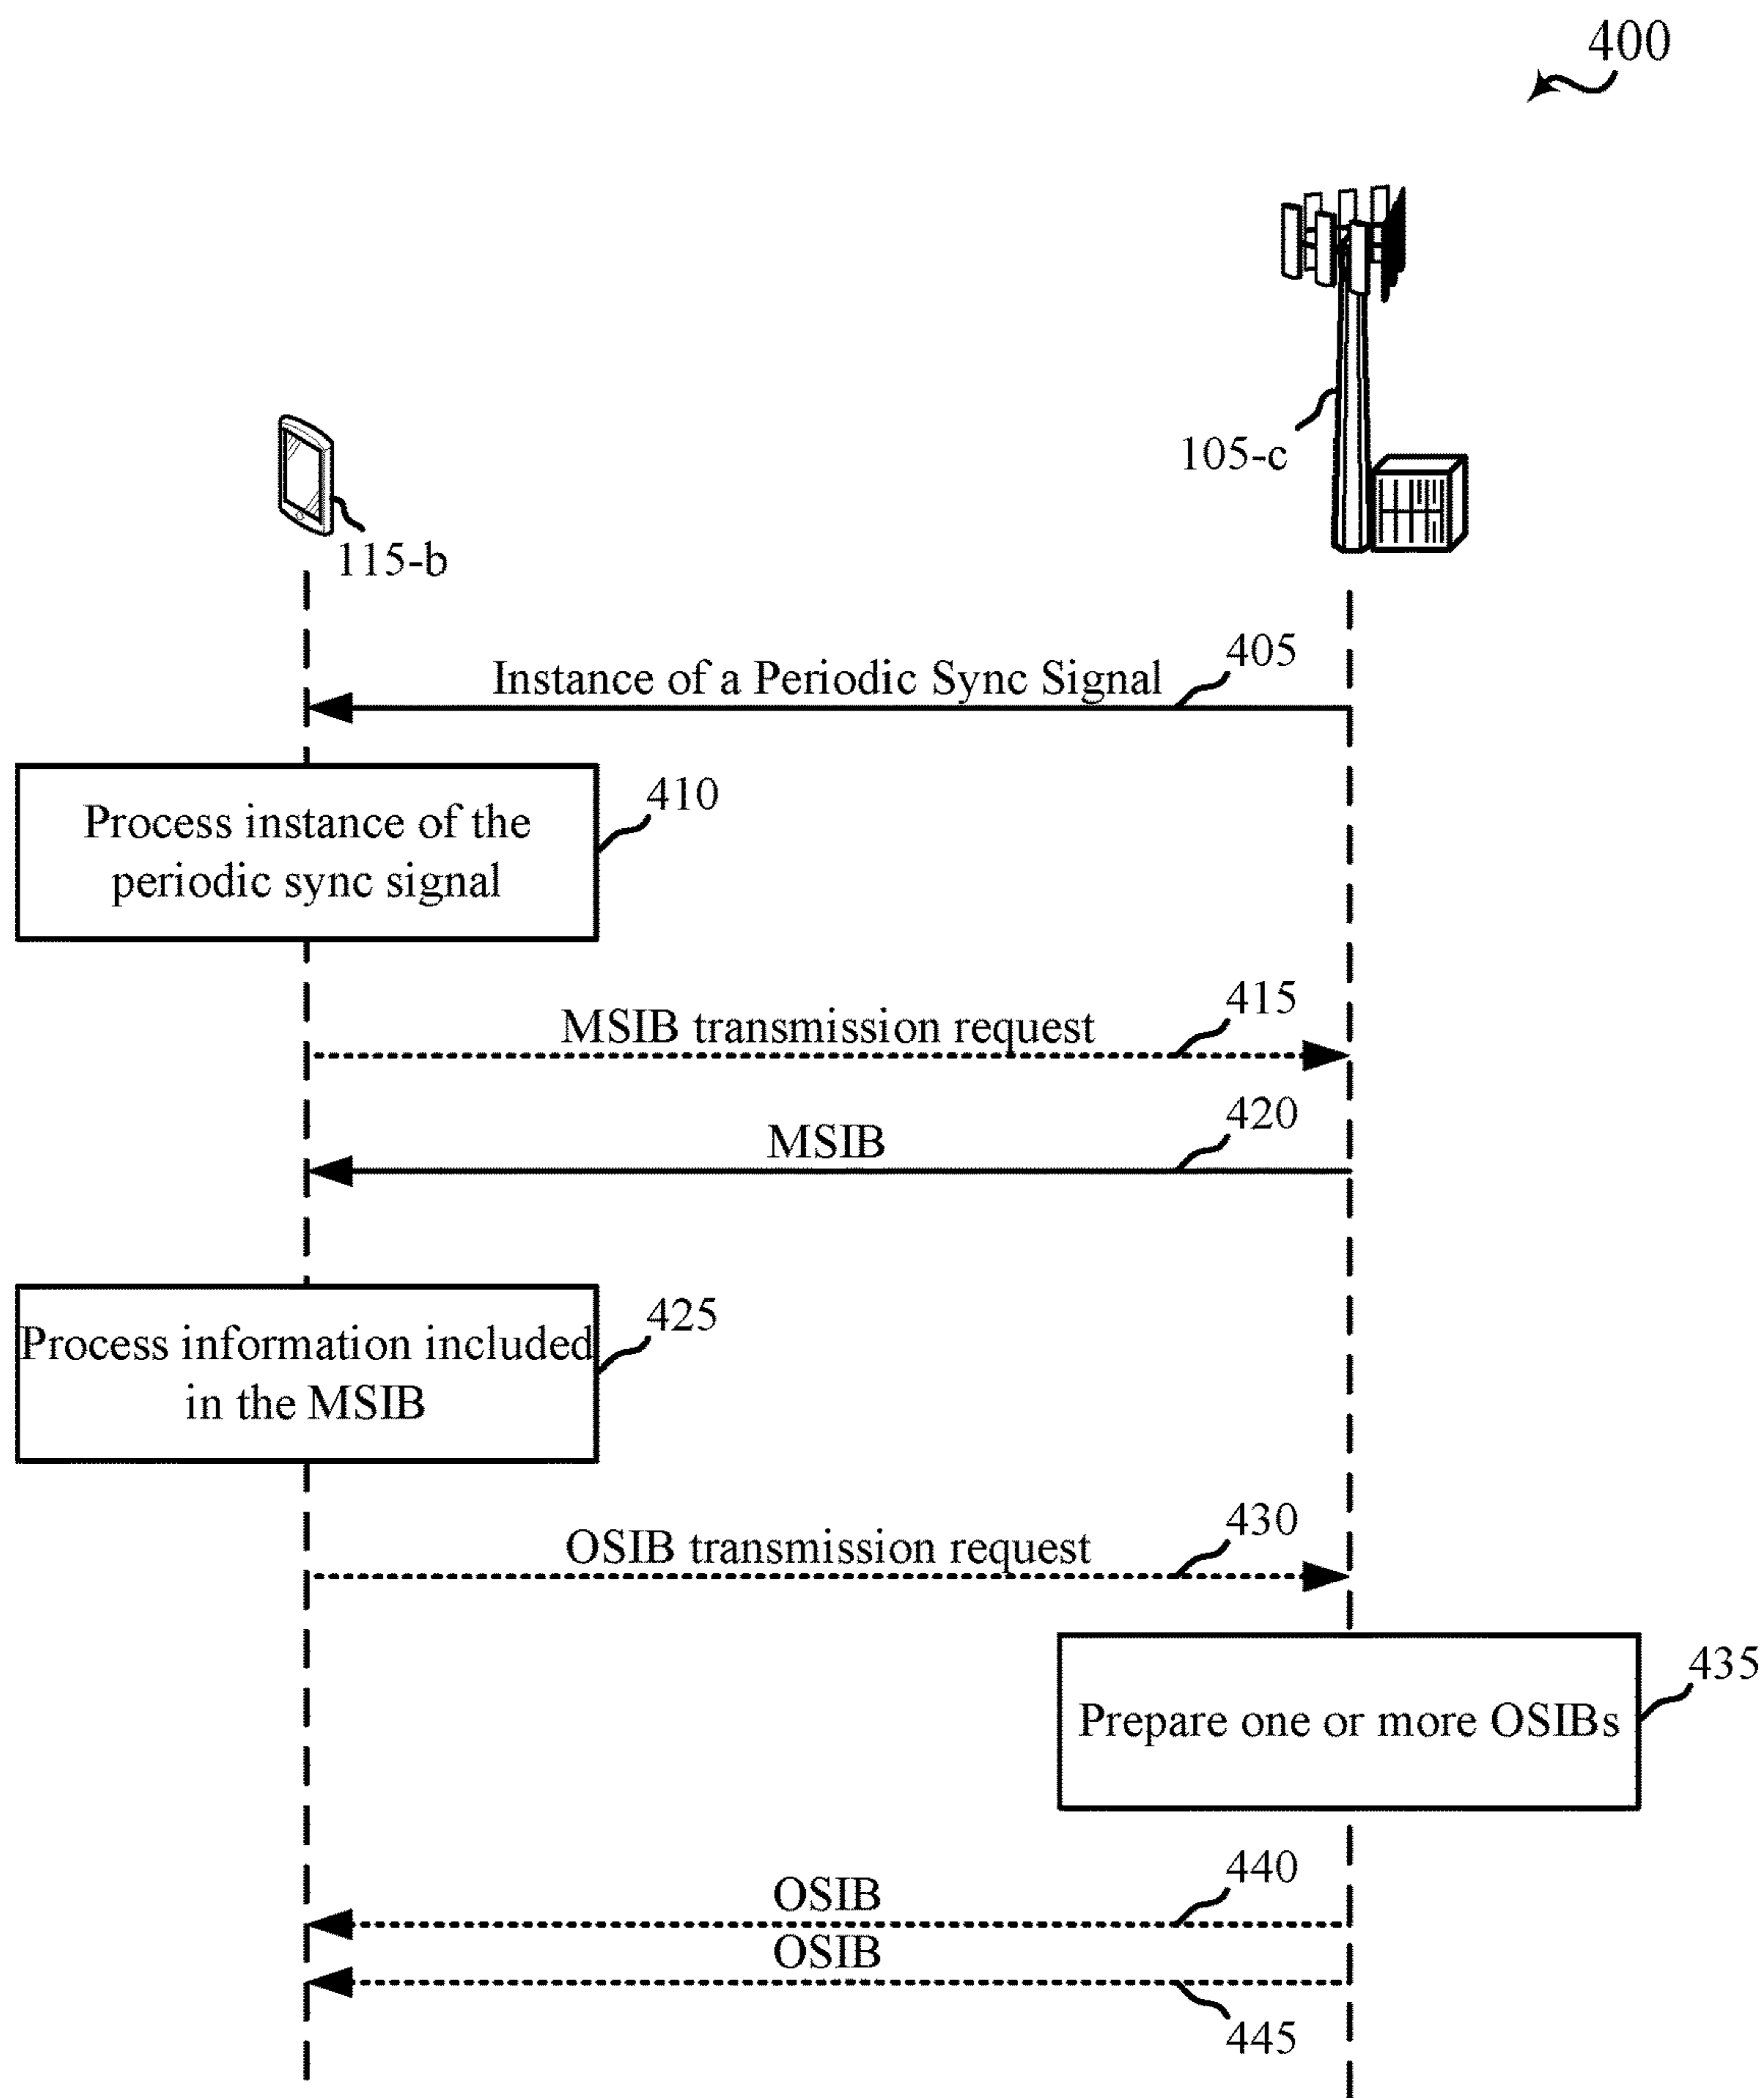 400
105-c
115-b
405
Instance of a Periodic Sync Signal
410
Process instance of the
periodic sync signal
415
MSIB transmission request
420
MSIB
425
Process information included
in the MSIB
430
OSIB transmission request
435
Prepare one or more OSIBs
440
OSIB
OSIB
445